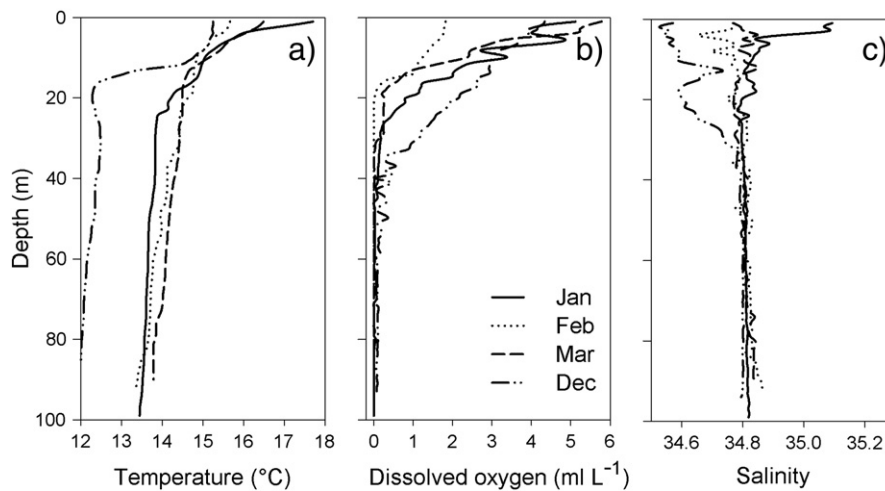 a)
b)
c)
0
20
40
60
80
100
Depth (m)
Jan
Feb
Mar
Dec
12 13 14 15 16 17 18
0 1 2 3 4 5 6
34.6 34.8 35.0 35.2
Temperature (°C)
Dissolved oxygen (ml L⁻¹)
Salinity